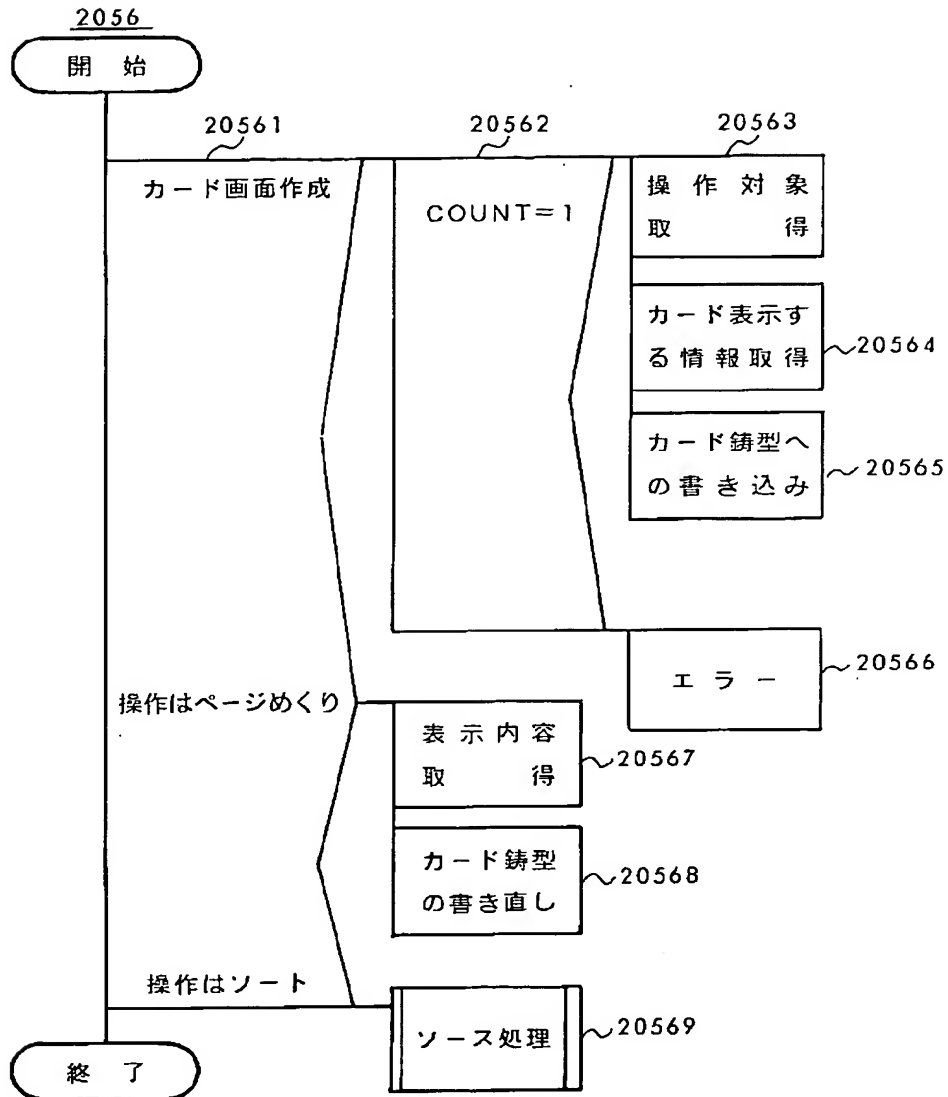 2056
開始
20561
20562
20563
カード画面作成
COUNT=1
操作対象
取得
カード表示す
る情報取得
20564
カード鋳型へ
の書き込み
20565
エラー
20566
操作はページめくり
表示内容
取得
20567
カード鋳型
の書き直し
20568
操作はソート
ソース処理
20569
終了